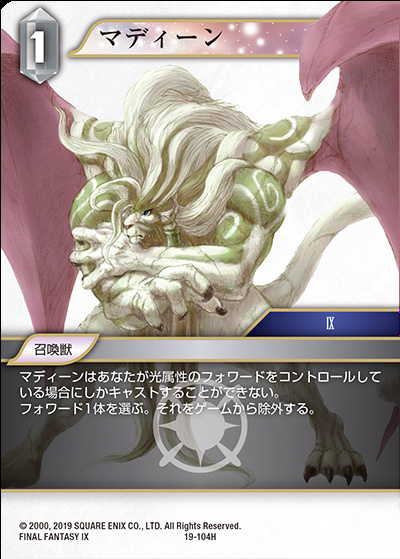 1
マディーン
IX
召喚獣
マディーンはあなたが光属性のフォワードをコントロールして
いる場合にしかキャストすることができない。
フォワード1体を選ぶ。それをゲームから除外する。
© 2000, 2019 SQUARE ENIX CO., LTD. All Rights Reserved.
FINAL FANTASY IX 19-104H